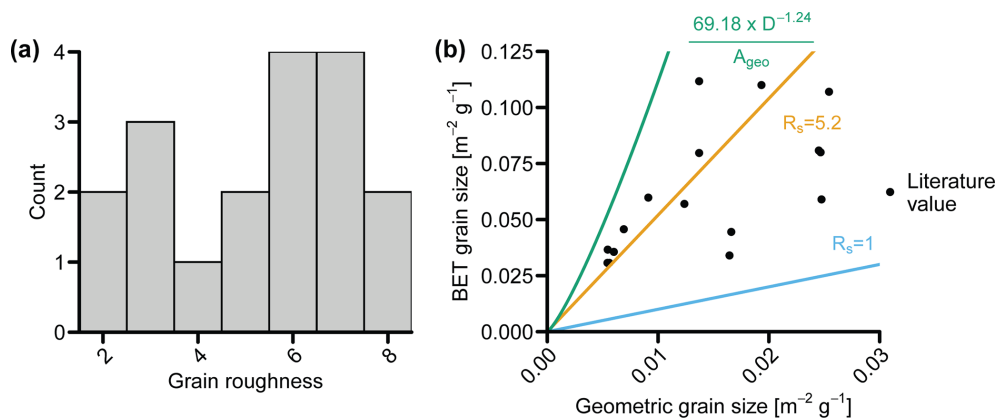 (a)
4
3
2
1
0
Count
2
4
6
8
Grain roughness
(b)
0.125
0.100
0.075
0.050
0.025
0.000
BET grain size [m⁻² g⁻¹]
69.18 x D⁻¹·²⁴
A_geo
R_s=5.2
R_s=1
Literature
value
0.00
0.01
0.02
0.03
Geometric grain size [m⁻² g⁻¹]